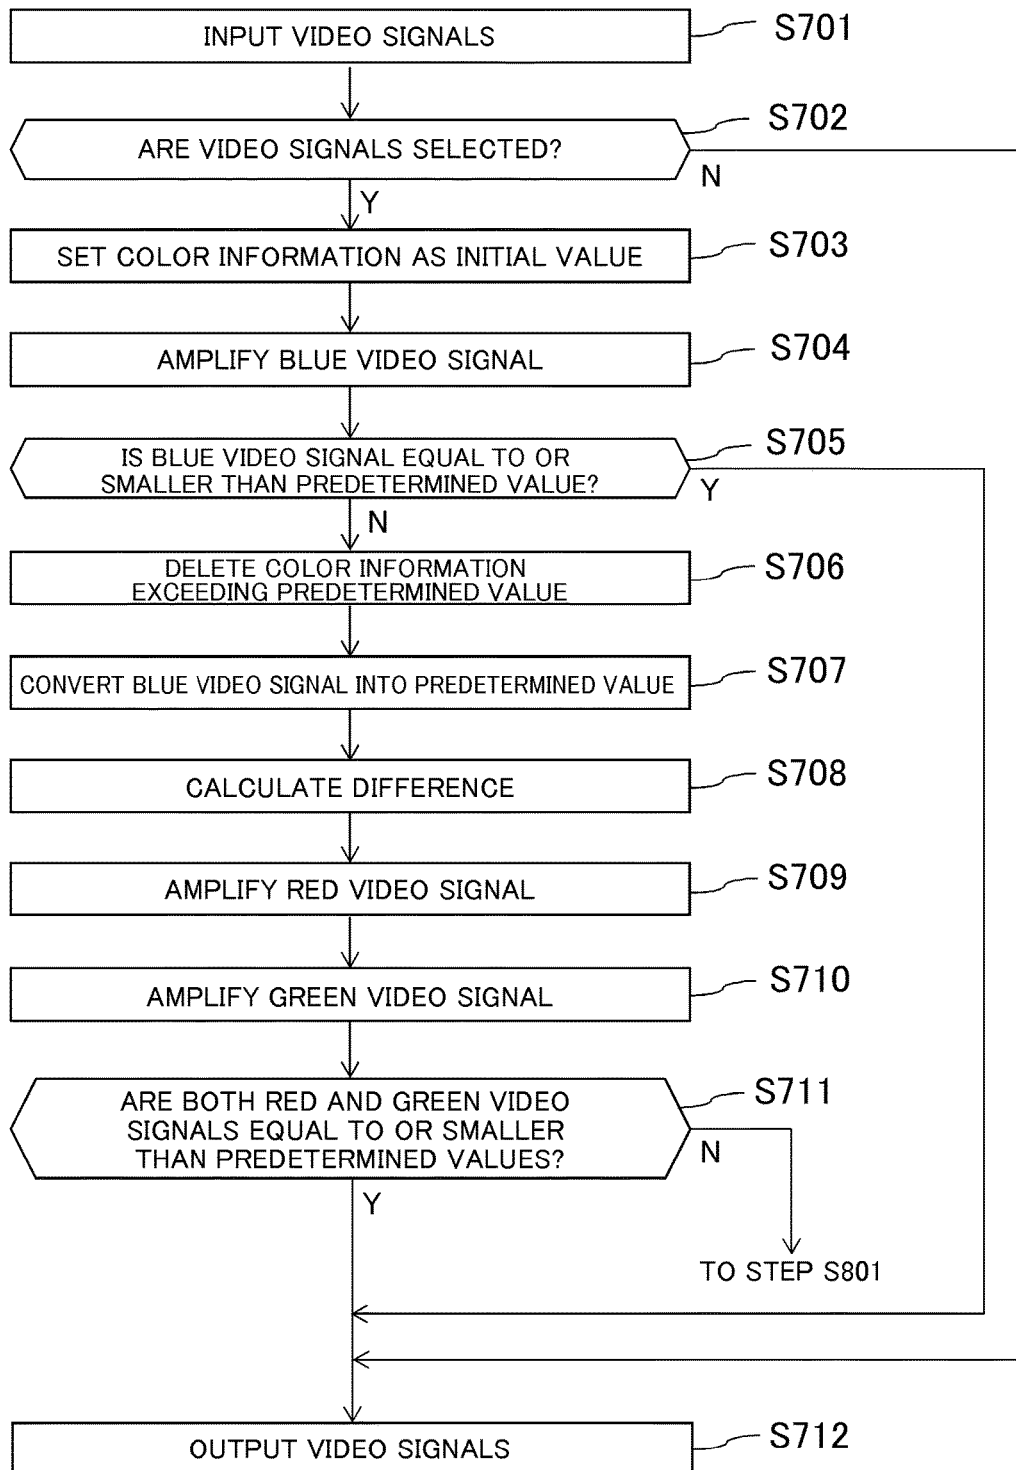 INPUT VIDEO SIGNALS
S701
ARE VIDEO SIGNALS SELECTED?
S702
N
Y
SET COLOR INFORMATION AS INITIAL VALUE
S703
AMPLIFY BLUE VIDEO SIGNAL
S704
IS BLUE VIDEO SIGNAL EQUAL TO OR
SMALLER THAN PREDETERMINED VALUE?
S705
Y
N
DELETE COLOR INFORMATION
EXCEEDING PREDETERMINED VALUE
S706
CONVERT BLUE VIDEO SIGNAL INTO PREDETERMINED VALUE
S707
CALCULATE DIFFERENCE
S708
AMPLIFY RED VIDEO SIGNAL
S709
AMPLIFY GREEN VIDEO SIGNAL
S710
ARE BOTH RED AND GREEN VIDEO
SIGNALS EQUAL TO OR SMALLER
THAN PREDETERMINED VALUES?
S711
N
Y
TO STEP S801
OUTPUT VIDEO SIGNALS
S712